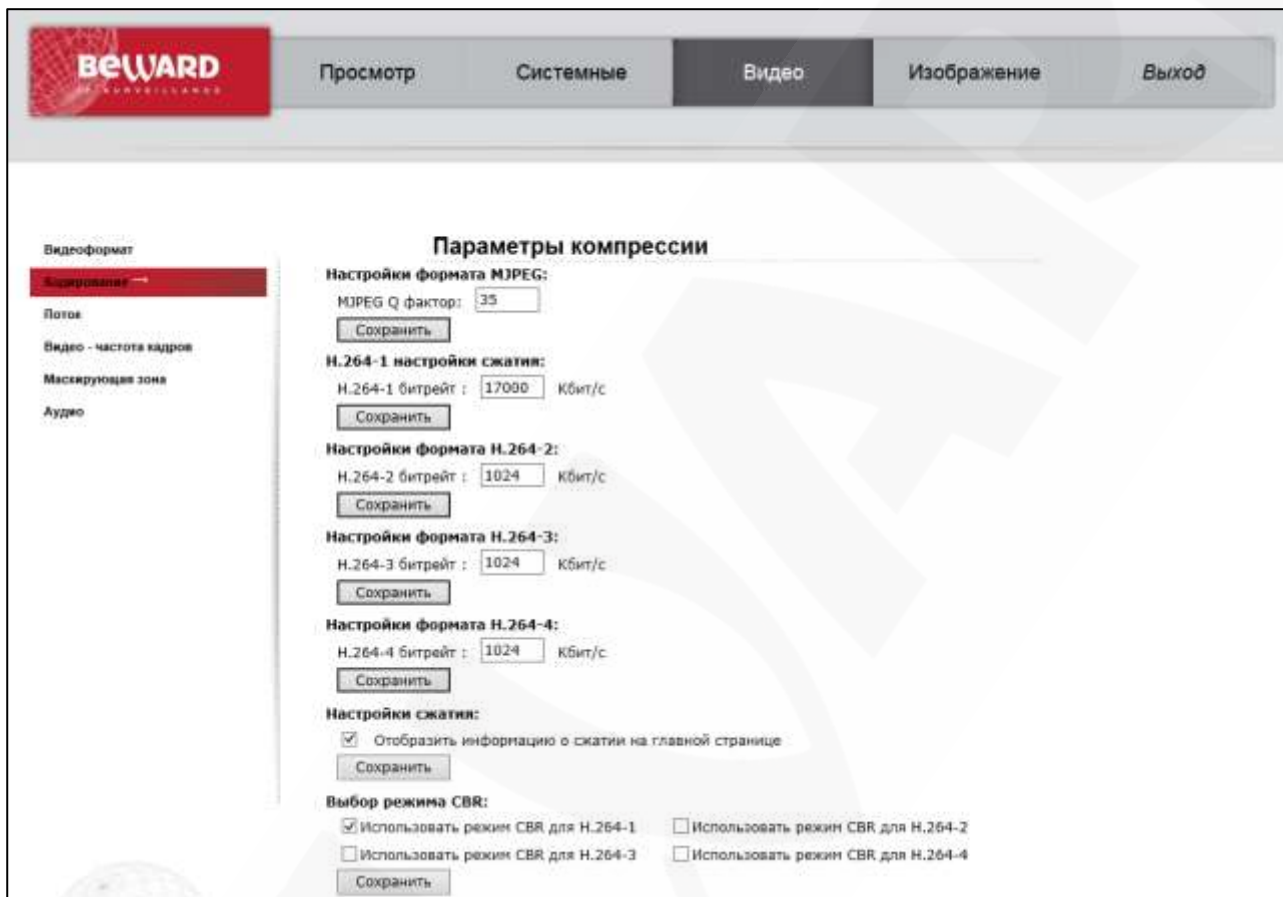 BEWARD
IP SURVEILLANCE
Просмотр Системные Видео Изображение Выход
Видеоформат
Кодирование →
Поток
Видео - частота кадров
Маскирующая зона
Аудио
Параметры компрессии
Настройки формата MJPEG:
MJPEG Q фактор: 35
Сохранить
H.264-1 настройки сжатия:
H.264-1 битрейт : 17000 Кбит/с
Сохранить
Настройки формата H.264-2:
H.264-2 битрейт : 1024 Кбит/с
Сохранить
Настройки формата H.264-3:
H.264-3 битрейт : 1024 Кбит/с
Сохранить
Настройки формата H.264-4:
H.264-4 битрейт : 1024 Кбит/с
Сохранить
Настройки сжатия:
Отобразить информацию о сжатии на главной странице
Сохранить
Выбор режима CBR:
Использовать режим CBR для H.264-1 Использовать режим CBR для H.264-2
Использовать режим CBR для H.264-3 Использовать режим CBR для H.264-4
Сохранить